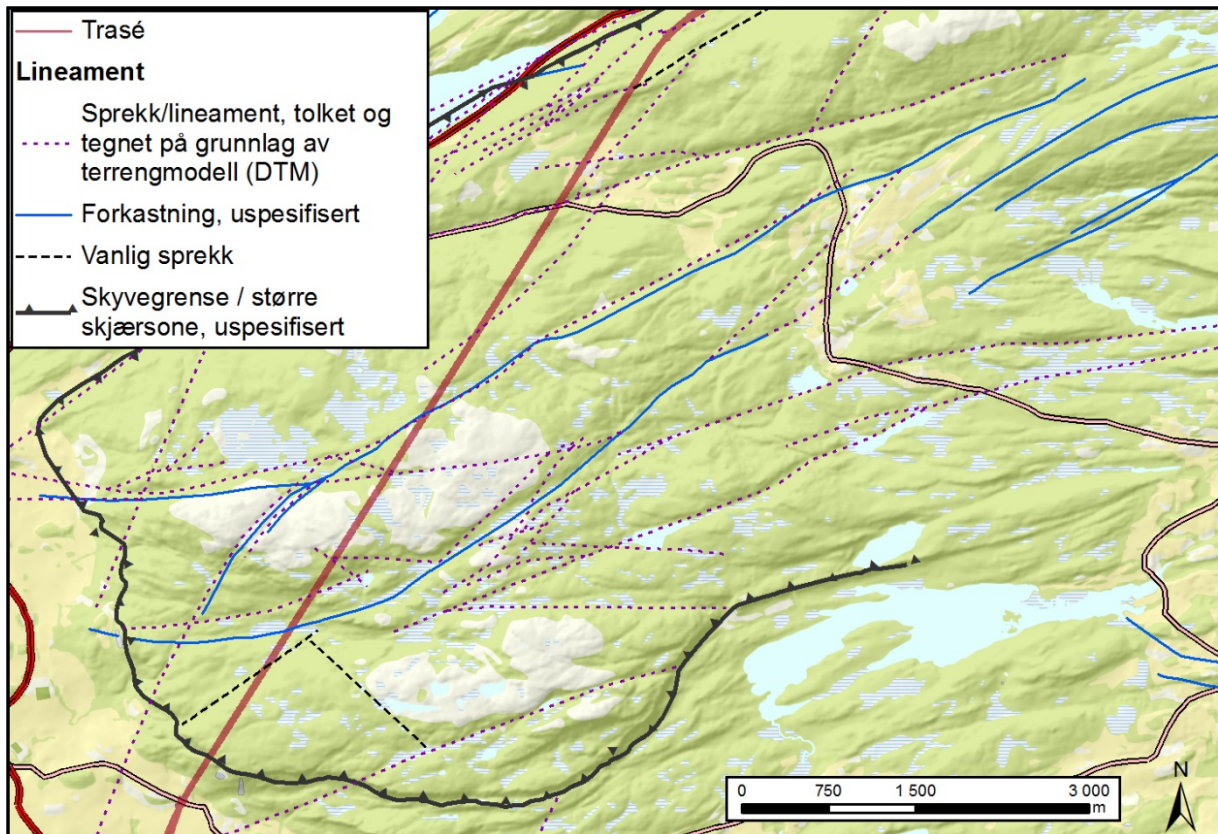 Trasé
Lineament
Sprekk/lineament, tolket og
tegnet på grunnlag av
terrengmodell (DTM)
Forkastning, uspesifisert
Vanlig sprekk
Skyvegrense / større
skjærsone, uspesifisert
0 750 1 500 3 000
m
N